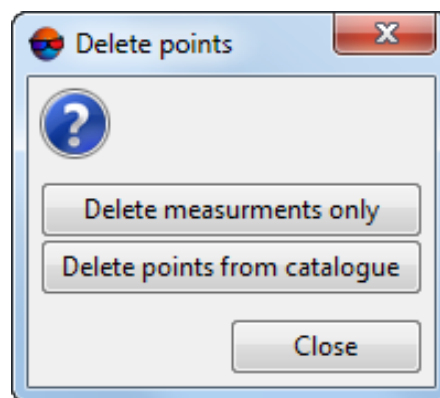 Delete points
Delete measurments only
Delete points from catalogue
Close